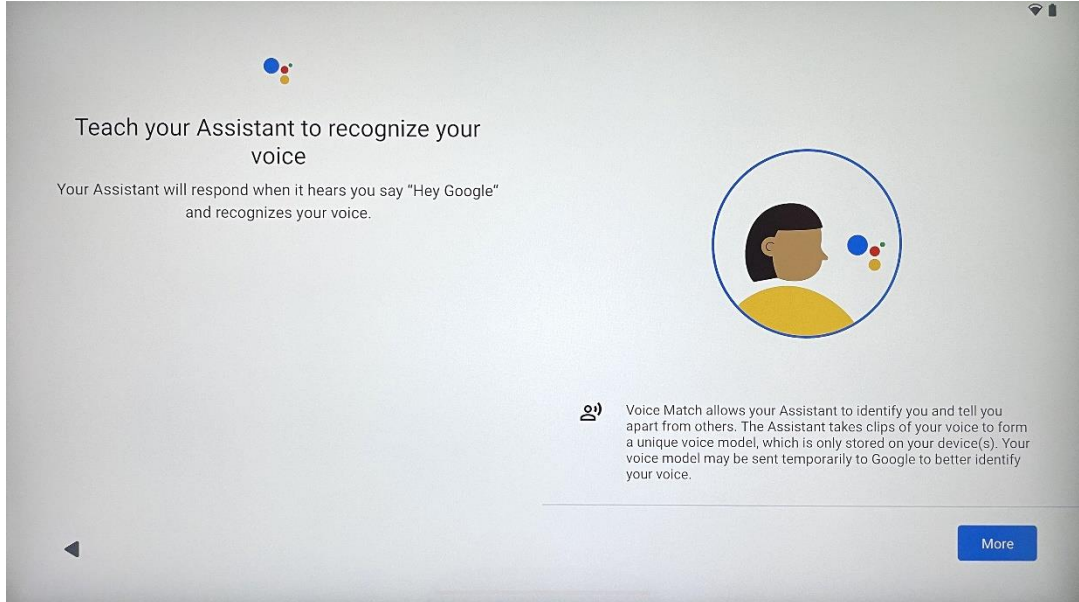 Teach your Assistant to recognize your
voice
Your Assistant will respond when it hears you say “Hey Google“
and recognizes your voice.
Voice Match allows your Assistant to identify you and tell you
apart from others. The Assistant takes clips of your voice to form
a unique voice model, which is only stored on your device(s). Your
voice model may be sent temporarily to Google to better identify
your voice.
More